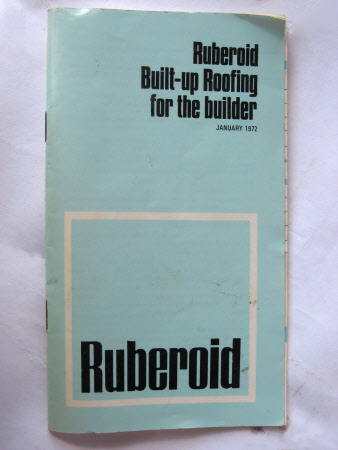 Ruberoid
Built-up Roofing
for the builder
JANUARY 1972
Ruberoid